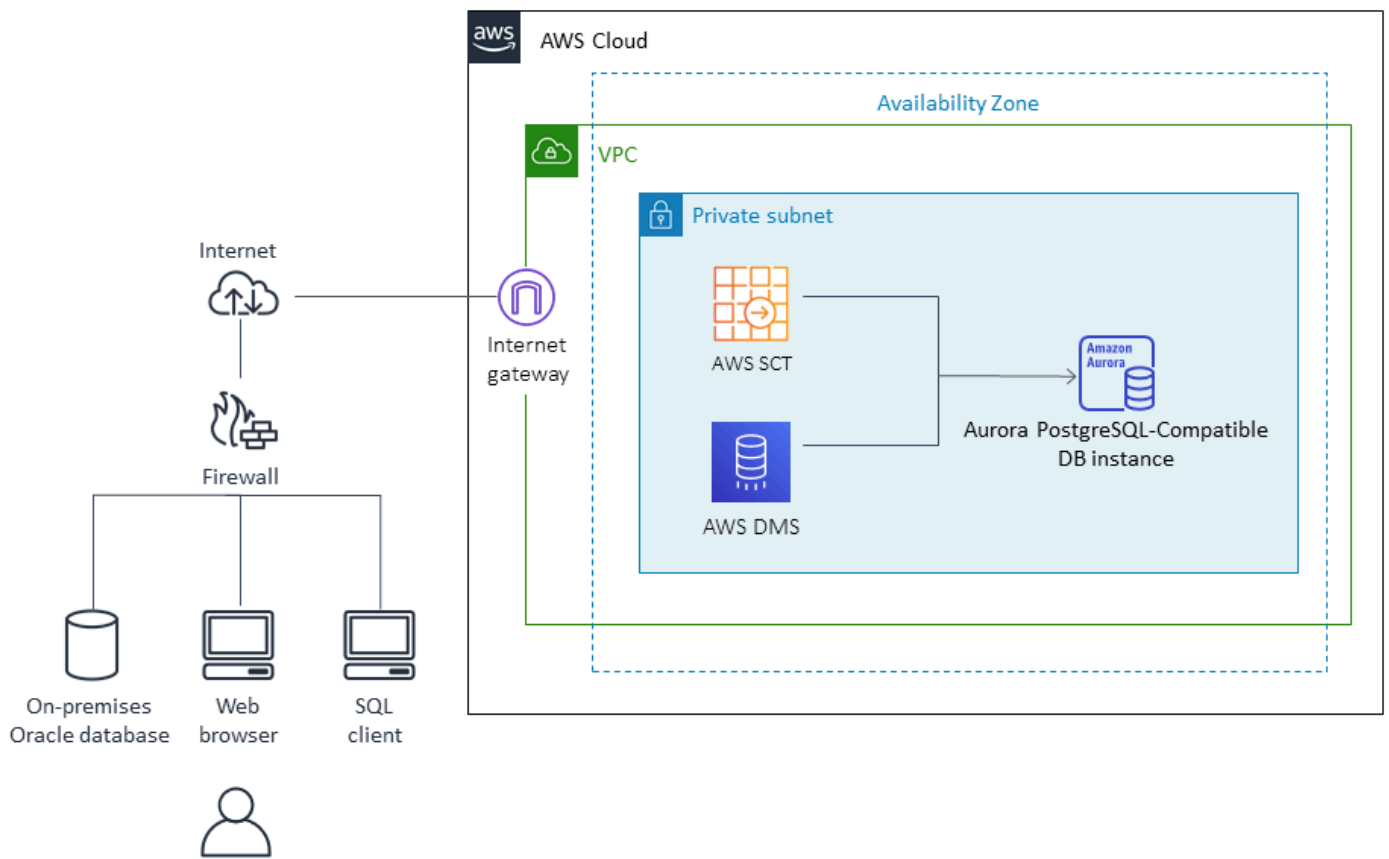 aws
AWS Cloud
Availability Zone
VPC
Private subnet
Internet
Internet
gateway
AWS SCT
Amazon
Aurora
Aurora PostgreSQL-Compatible
DB instance
Firewall
AWS DMS
On-premises
Oracle database
Web
browser
SQL
client